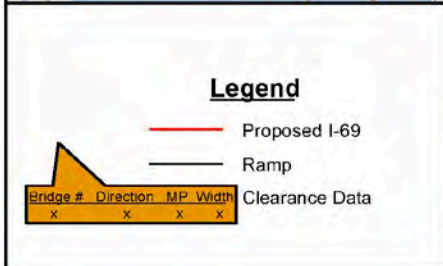 Legend
Proposed I-69
Ramp
Bridge # Direction MP Width Clearance Data
x x x x